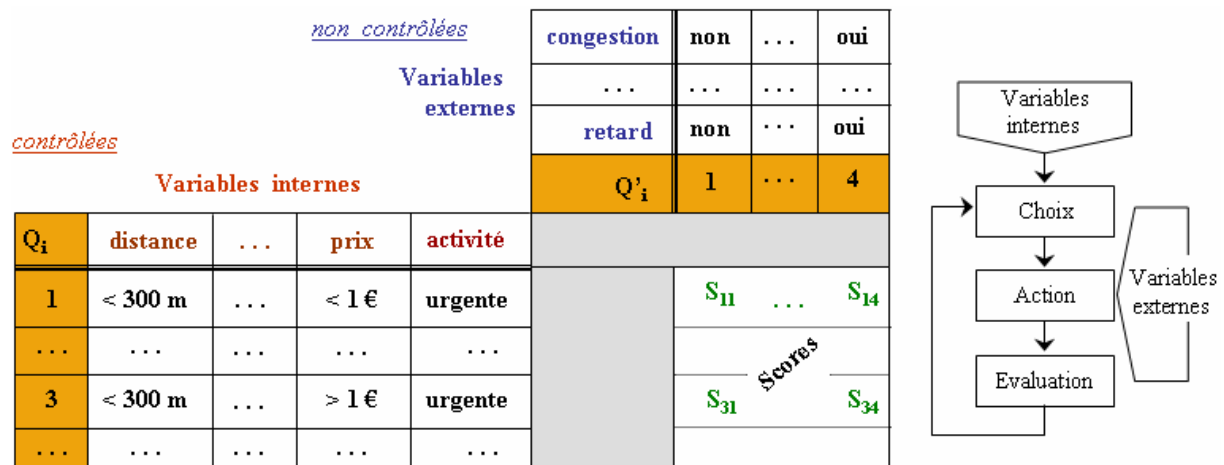 non contrôlées
congestion non ... oui
Variables
externes
... ... ... ...
retard non ... oui
contrôlées
Variables internes
Q'i 1 ... 4
Qi distance ... prix activité
1 < 300 m ... < 1 € urgente
S11 ... S14
... ... ... ... ...
Scores
3 < 300 m ... > 1 € urgente
S31 S34
... ... ... ... ...
Variables
internes
Choix
Action
Variables
externes
Evaluation